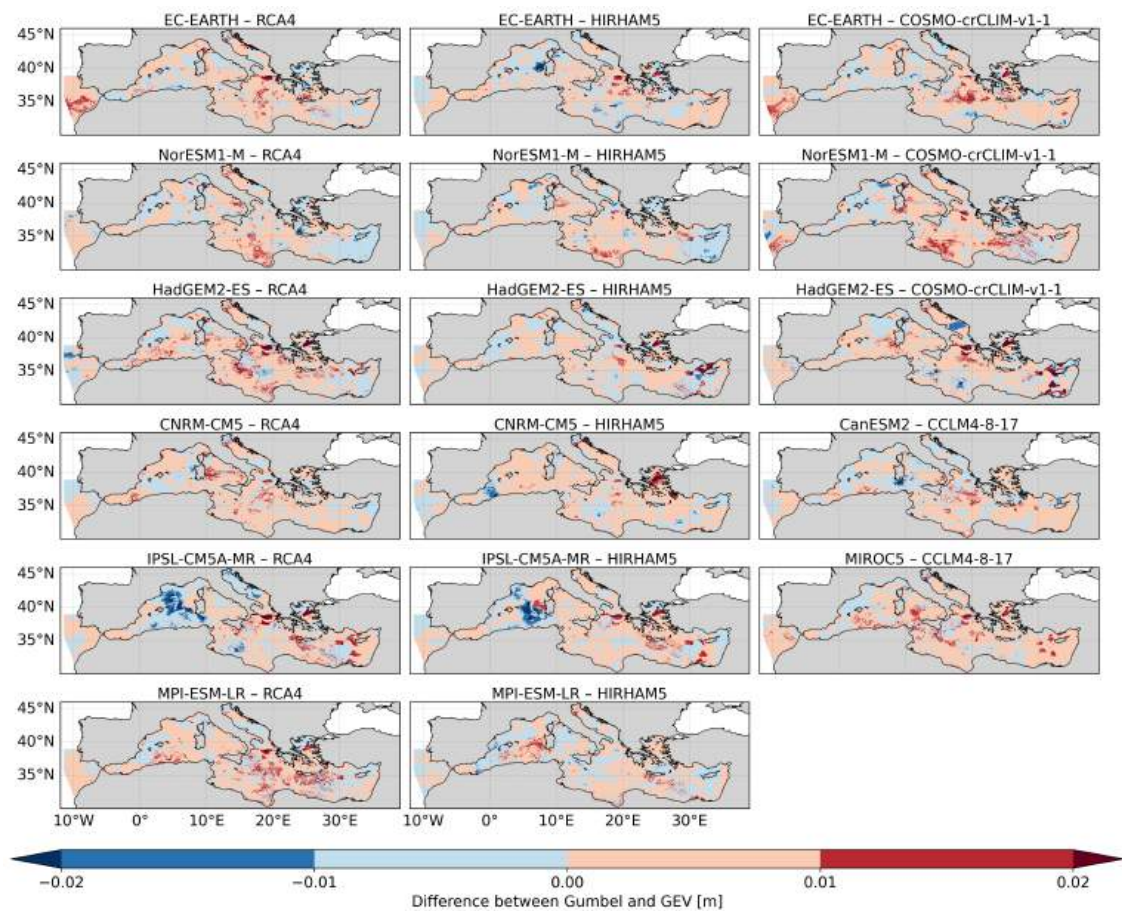 EC-EARTH – RCA4 EC-EARTH – HIRHAM5 EC-EARTH – COSMO-crCLIM-v1-1
45°N
40°N
35°N
NorESM1-M – RCA4 NorESM1-M – HIRHAM5 NorESM1-M – COSMO-crCLIM-v1-1
45°N
40°N
35°N
HadGEM2-ES – RCA4 HadGEM2-ES – HIRHAM5 HadGEM2-ES – COSMO-crCLIM-v1-1
45°N
40°N
35°N
CNRM-CM5 – RCA4 CNRM-CM5 – HIRHAM5 CanESM2 – CCLM4-8-17
45°N
40°N
35°N
IPSL-CM5A-MR – RCA4 IPSL-CM5A-MR – HIRHAM5 MIROC5 – CCLM4-8-17
45°N
40°N
35°N
MPI-ESM-LR – RCA4 MPI-ESM-LR – HIRHAM5
45°N
40°N
35°N
10°W 0° 10°E 20°E 30°E 10°W 0° 10°E 20°E 30°E
−0.02 −0.01 0.00 0.01 0.02
Difference between Gumbel and GEV [m]